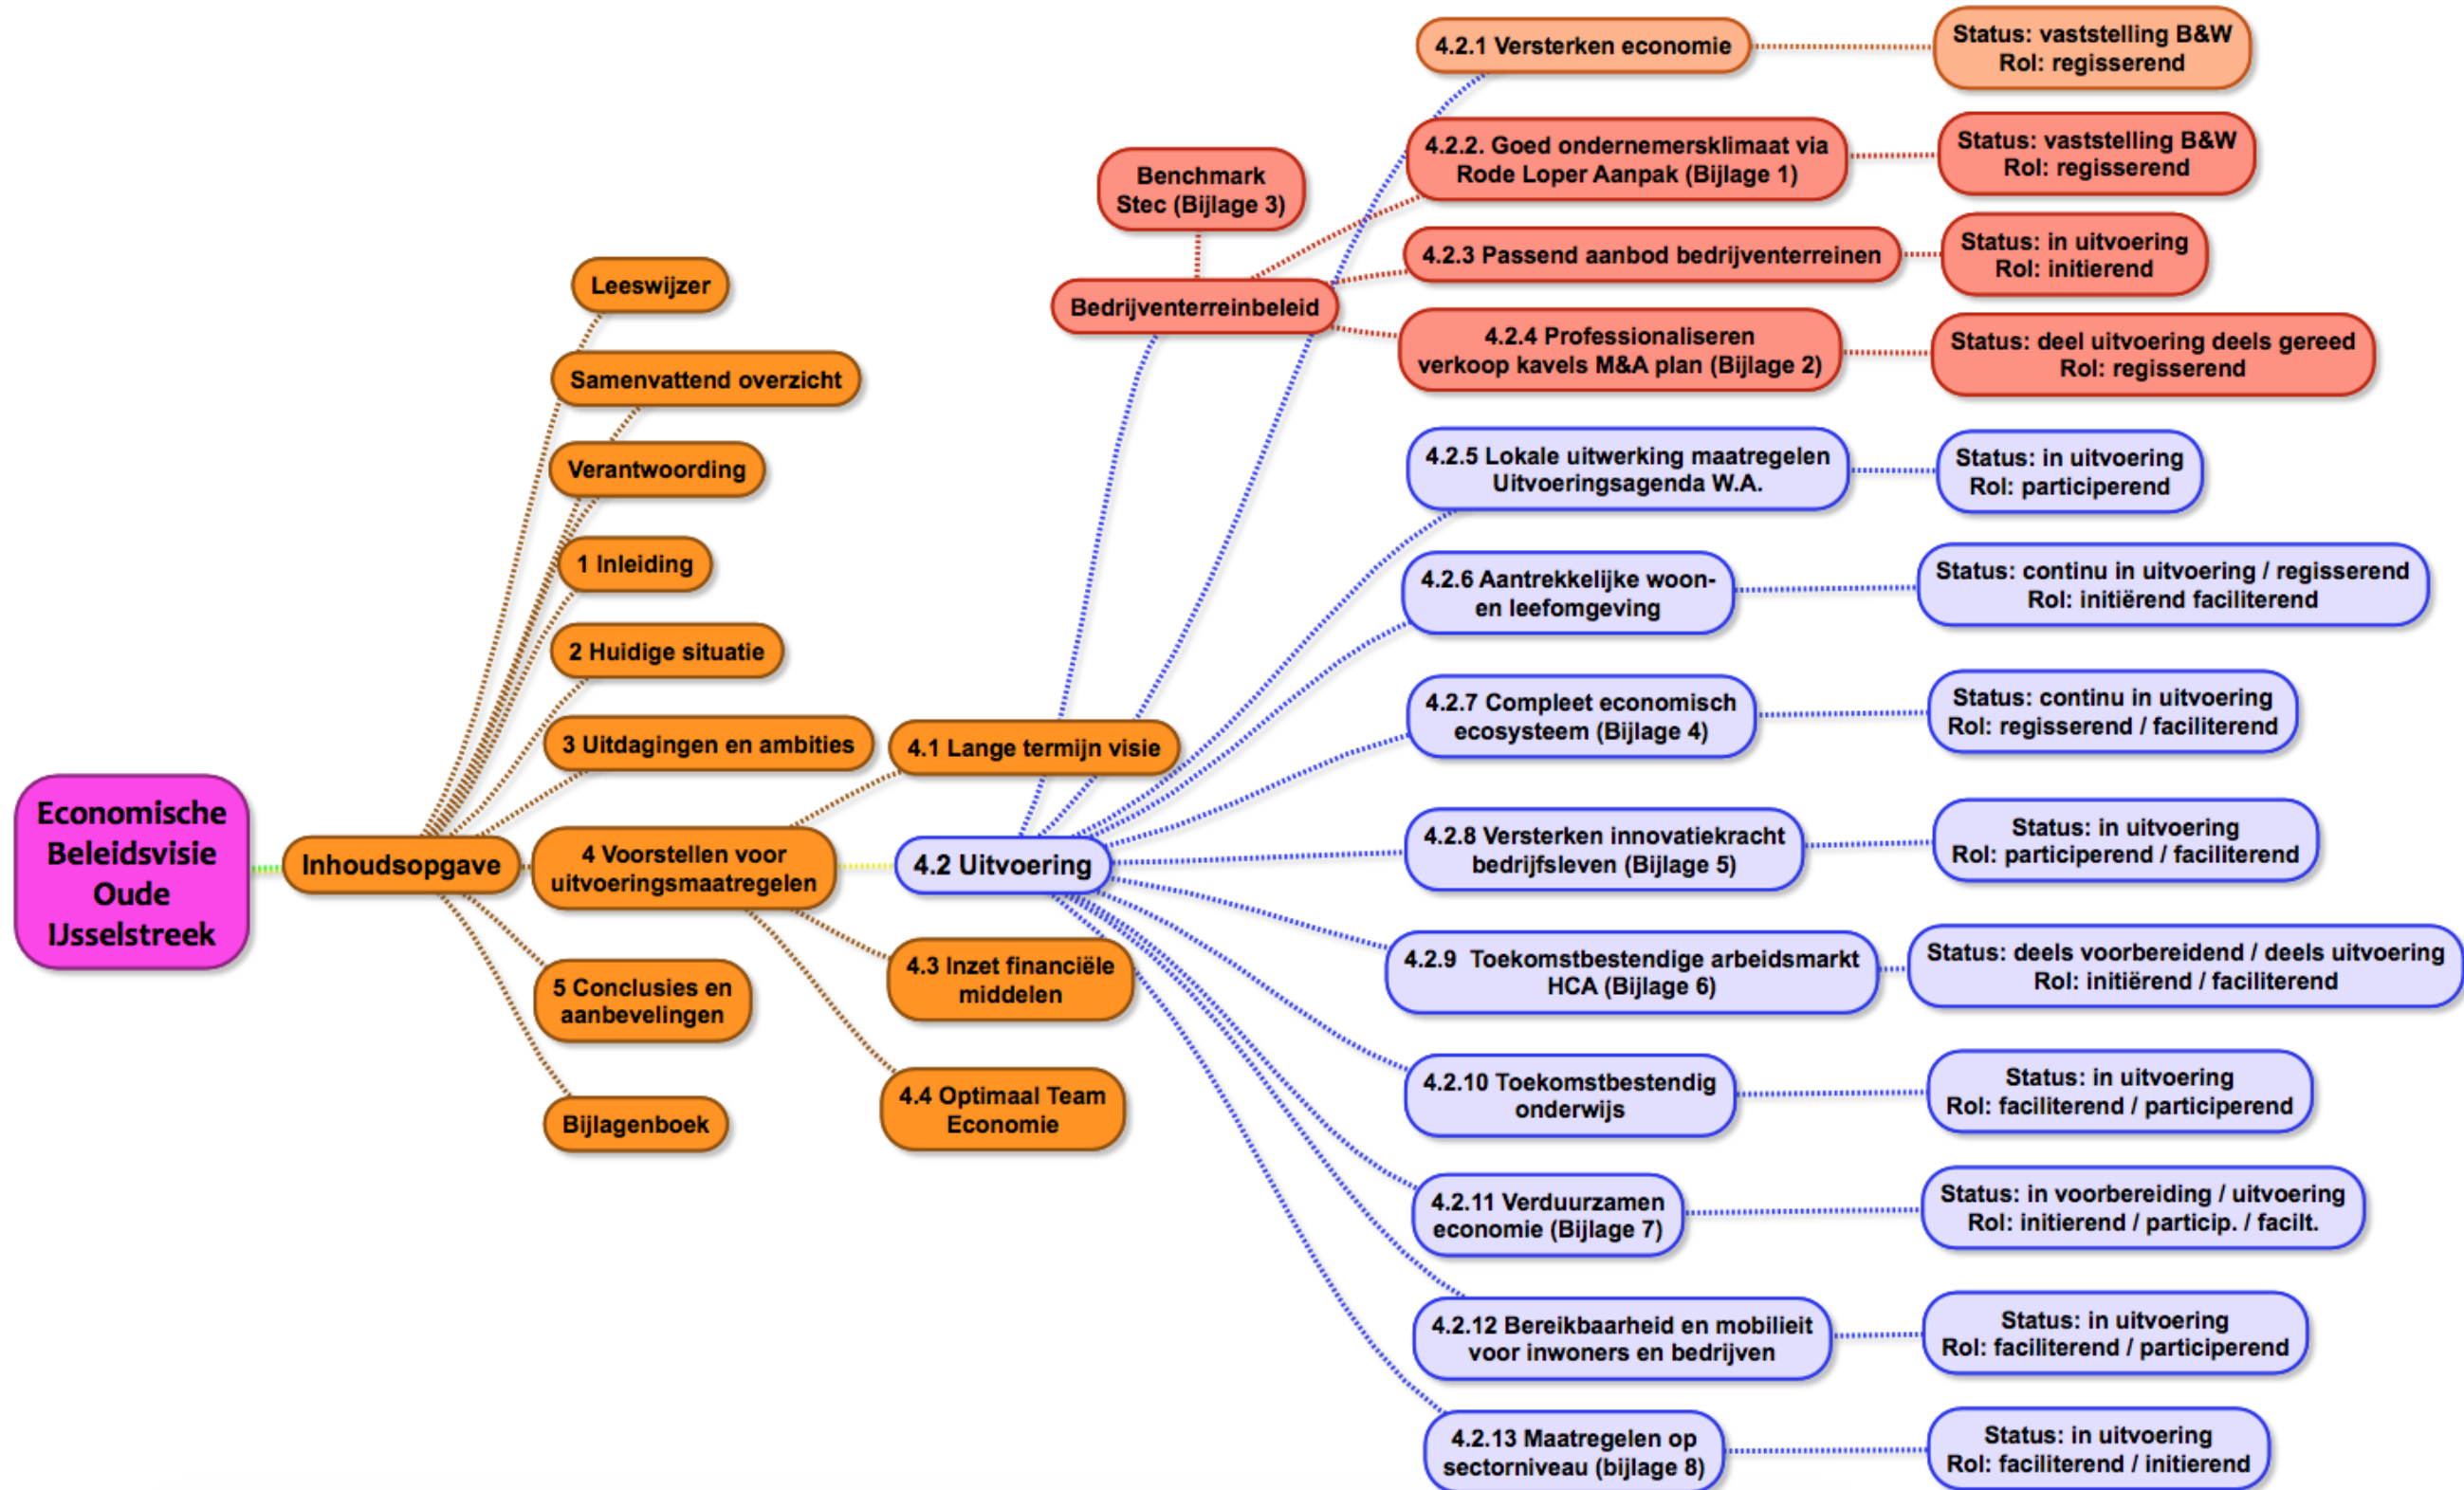 Economische
Beleidsvisie
Oude
IJsselstreek
Inhoudsopgave
Leeswijzer
Samenvattend overzicht
Verantwoording
1 Inleiding
2 Huidige situatie
3 Uitdagingen en ambities
4 Voorstellen voor
uitvoeringsmaatregelen
5 Conclusies en
aanbevelingen
Bijlagenboek
4.1 Lange termijn visie
4.2 Uitvoering
4.3 Inzet financiële
middelen
4.4 Optimaal Team
Economie
Benchmark
Stec (Bijlage 3)
Bedrijventerreinbeleid
4.2.1 Versterken economie
Status: vaststelling B&W
Rol: regisserend
4.2.2. Goed ondernemersklimaat via
Rode Loper Aanpak (Bijlage 1)
Status: vaststelling B&W
Rol: regisserend
4.2.3 Passend aanbod bedrijventerreinen
Status: in uitvoering
Rol: initierend
4.2.4 Professionaliseren
verkoop kavels M&A plan (Bijlage 2)
Status: deel uitvoering deels gereed
Rol: regisserend
4.2.5 Lokale uitwerking maatregelen
Uitvoeringsagenda W.A.
Status: in uitvoering
Rol: participerend
4.2.6 Aantrekkelijke woon-
en leefomgeving
Status: continu in uitvoering / regisserend
Rol: initiërend faciliterend
4.2.7 Compleet economisch
ecosysteem (Bijlage 4)
Status: continu in uitvoering
Rol: regisserend / faciliterend
4.2.8 Versterken innovatiekracht
bedrijfsleven (Bijlage 5)
Status: in uitvoering
Rol: participerend / faciliterend
4.2.9 Toekomstbestendige arbeidsmarkt
HCA (Bijlage 6)
Status: deels voorbereidend / deels uitvoering
Rol: initiërend / faciliterend
4.2.10 Toekomstbestendig
onderwijs
Status: in uitvoering
Rol: faciliterend / participerend
4.2.11 Verduurzamen
economie (Bijlage 7)
Status: in voorbereiding / uitvoering
Rol: initierend / particip. / facilt.
4.2.12 Bereikbaarheid en mobilieit
voor inwoners en bedrijven
Status: in uitvoering
Rol: faciliterend / participerend
4.2.13 Maatregelen op
sectorniveau (bijlage 8)
Status: in uitvoering
Rol: faciliterend / initierend